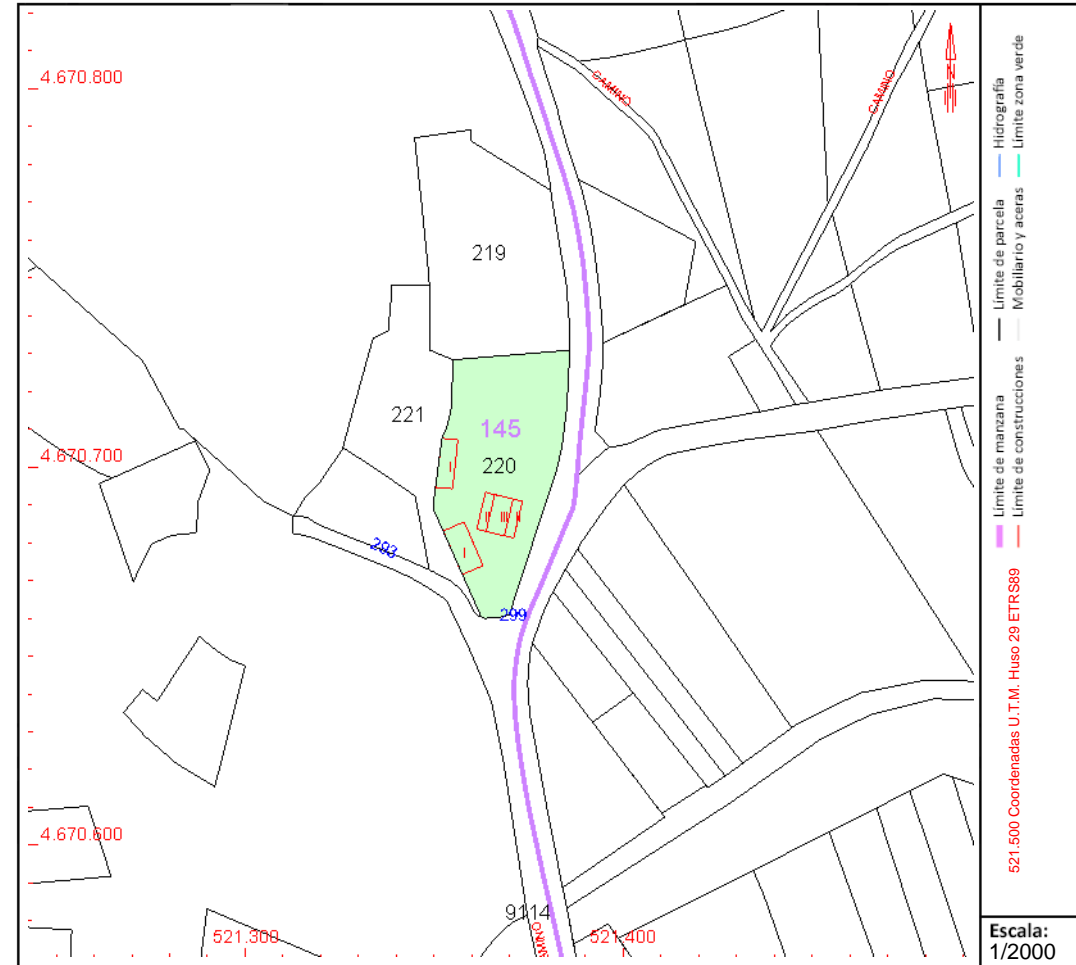 4.670.800
CAMINO
CAMINO
N
219
221
145
220
4.670.700
I
I
293
299
4.670.600
9114
521.300
521.400
Hidrografía
Límite zona verde
Límite de parcela
Mobiliario y aceras
Límite de manzana
Límite de construcciones
521.500 Coordenadas U.T.M. Huso 29 ETRS89
Escala:
1/2000